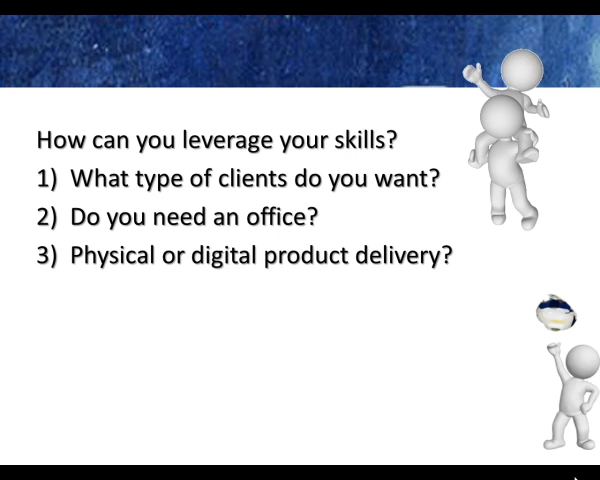 How can you leverage your skills?
1) What type of clients do you want?
2) Do you need an office?
3) Physical or digital product delivery?